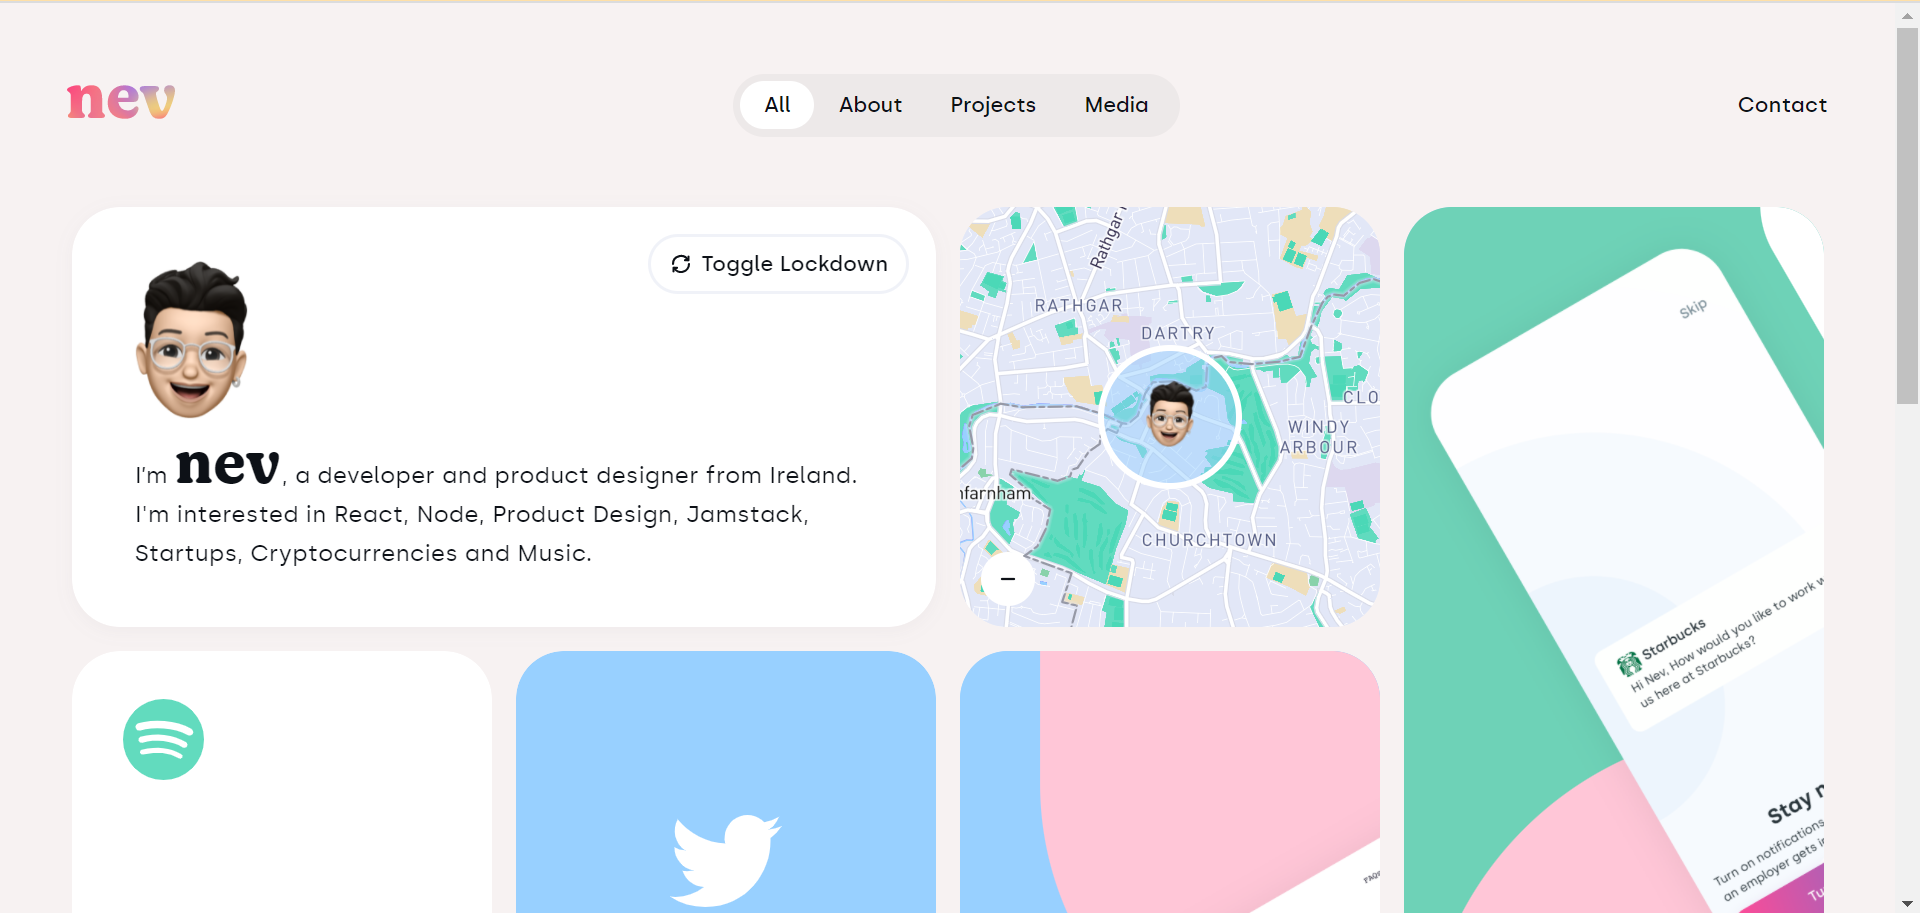 nev
All About Projects Media
Contact
Toggle Lockdown
I'm nev, a developer and product designer from Ireland.
I'm interested in React, Node, Product Design, Jamstack,
Startups, Cryptocurrencies and Music.
Rathgar
RATHGAR
DARTRY
CLO
WINDY
ARBOUR
nfarnham
CHURCHTOWN
Skip
Starbucks
Hi Nev, How would you like to work w
us here at Starbucks?
Stay
Turn on notifications
an employer gets i
Tu
FAQs